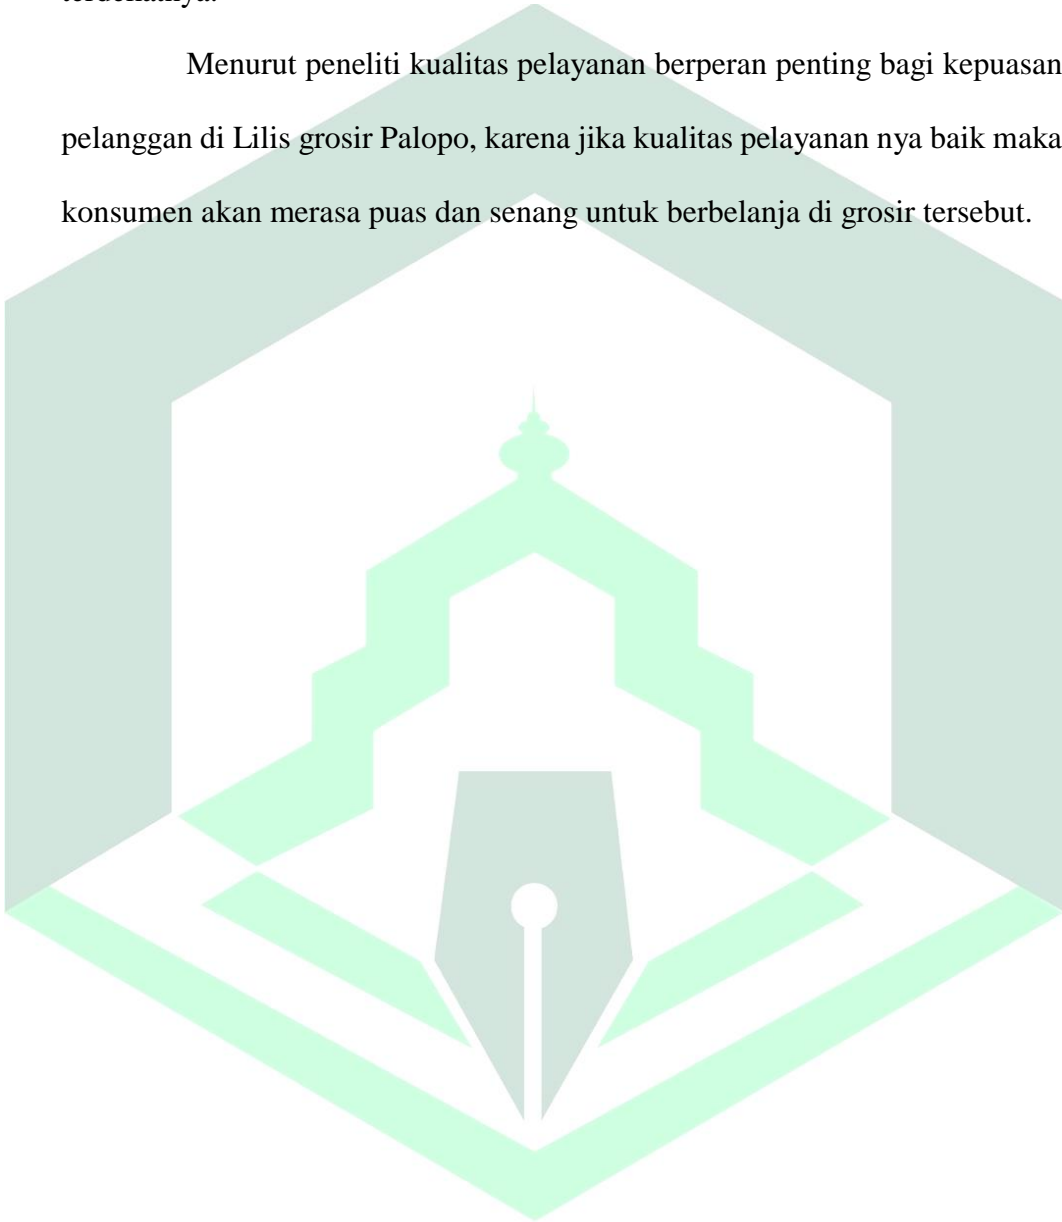 Menurut peneliti kualitas pelayanan berperan penting bagi kepuasan
pelanggan di Lilis grosir Palopo, karena jika kualitas pelayanan nya baik maka
konsumen akan merasa puas dan senang untuk berbelanja di grosir tersebut.